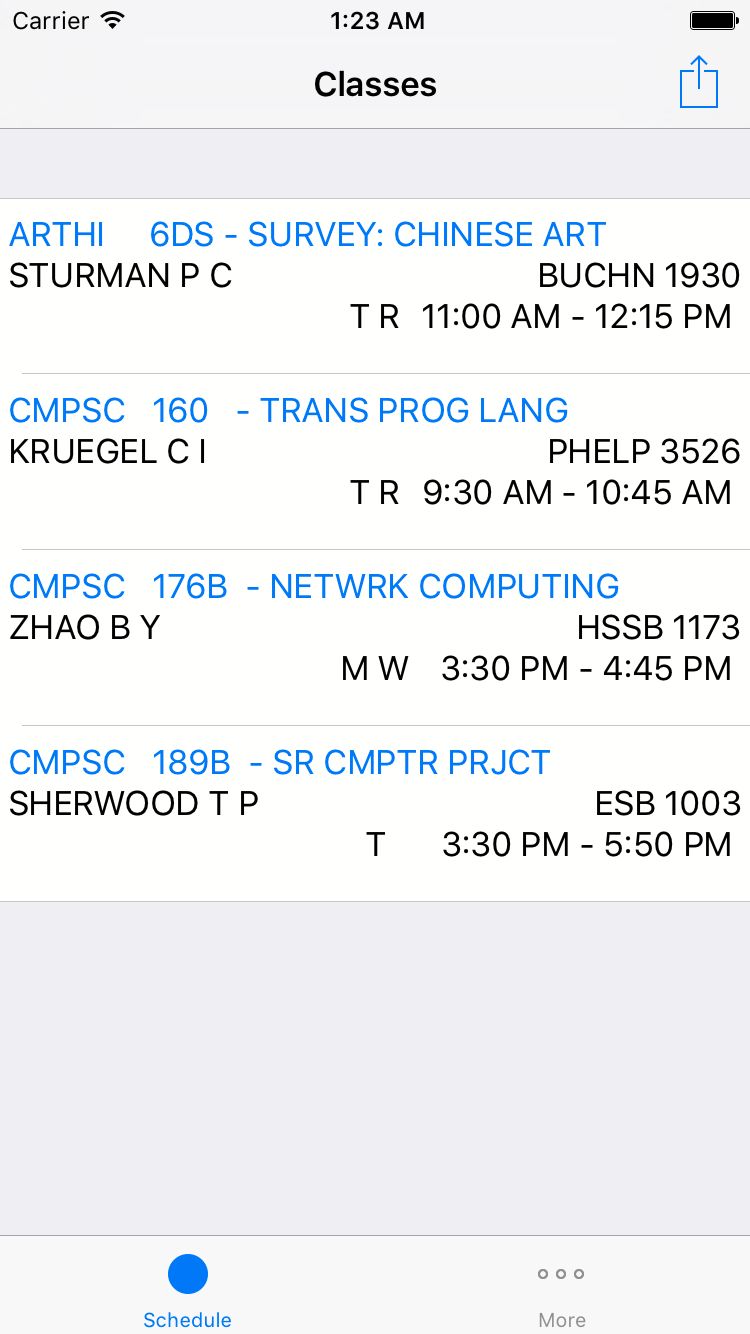 Carrier 1:23 AM
Classes
ARTHI 6DS - SURVEY: CHINESE ART
STURMAN P C BUCHN 1930
T R 11:00 AM - 12:15 PM
CMPSC 160 - TRANS PROG LANG
KRUEGEL C I PHELP 3526
T R 9:30 AM - 10:45 AM
CMPSC 176B - NETWRK COMPUTING
ZHAO B Y HSSB 1173
M W 3:30 PM - 4:45 PM
CMPSC 189B - SR CMPTR PRJCT
SHERWOOD T P ESB 1003
T 3:30 PM - 5:50 PM
Schedule More